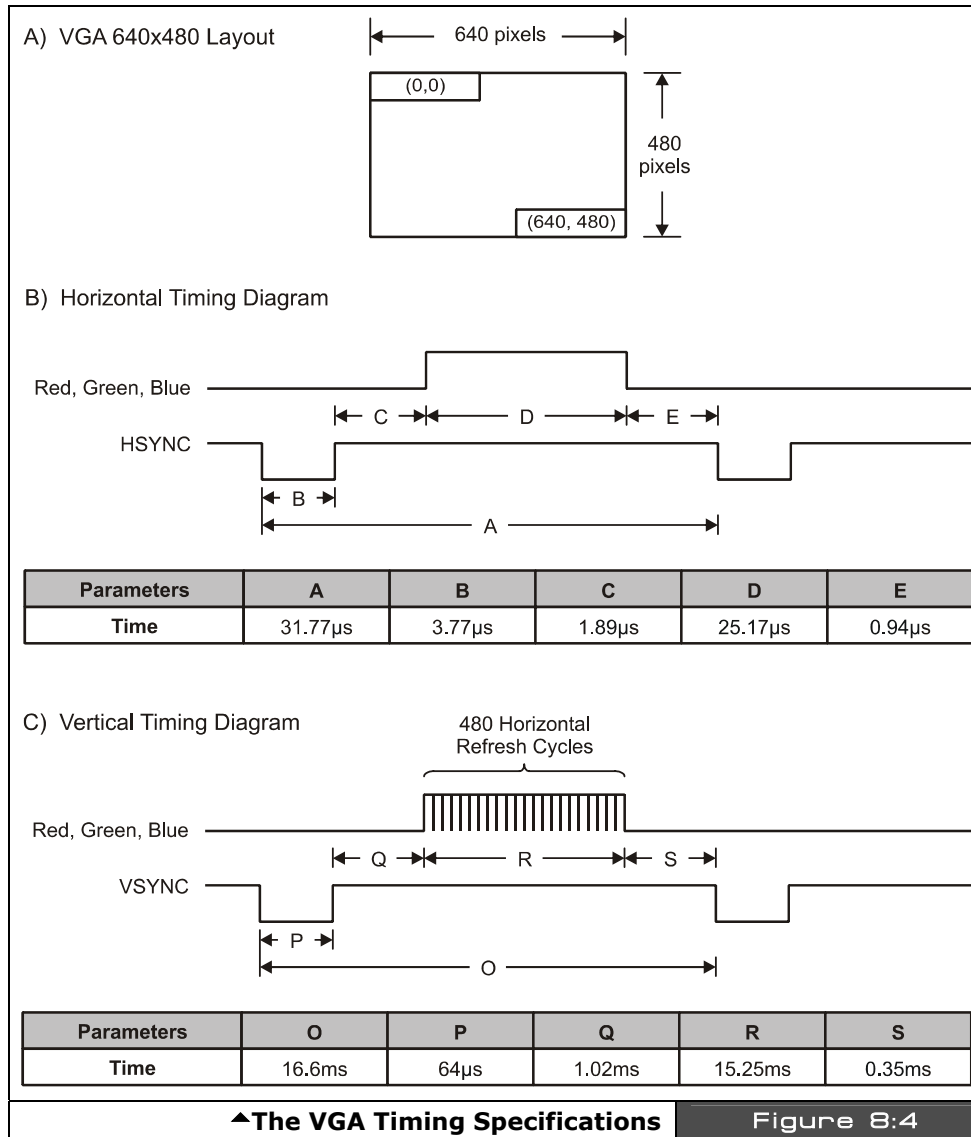 A) VGA 640x480 Layout
640 pixels
(0,0)
480
pixels
(640, 480)
B) Horizontal Timing Diagram
Red, Green, Blue
C
D
E
HSYNC
B
A
Parameters A B C D E
Time 31.77µs 3.77µs 1.89µs 25.17µs 0.94µs
C) Vertical Timing Diagram
480 Horizontal
Refresh Cycles
Red, Green, Blue
Q
R
S
VSYNC
P
O
Parameters O P Q R S
Time 16.6ms 64µs 1.02ms 15.25ms 0.35ms
The VGA Timing Specifications Figure 8:4